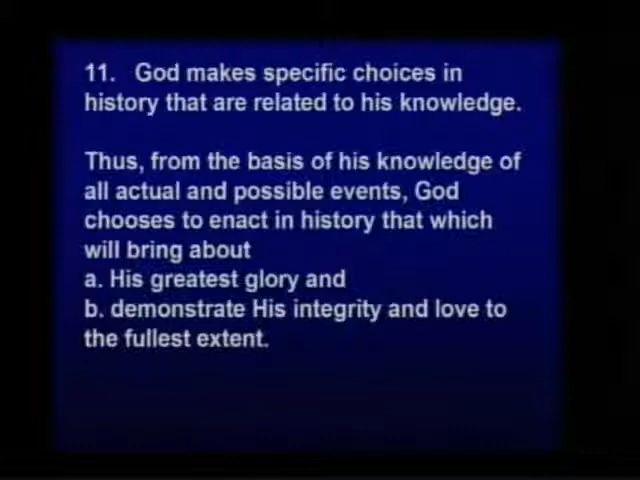 11. God makes specific choices in
history that are related to his knowledge.
Thus, from the basis of his knowledge of
all actual and possible events, God
chooses to enact in history that which
will bring about
a. His greatest glory and
b. demonstrate His integrity and love to
the fullest extent.